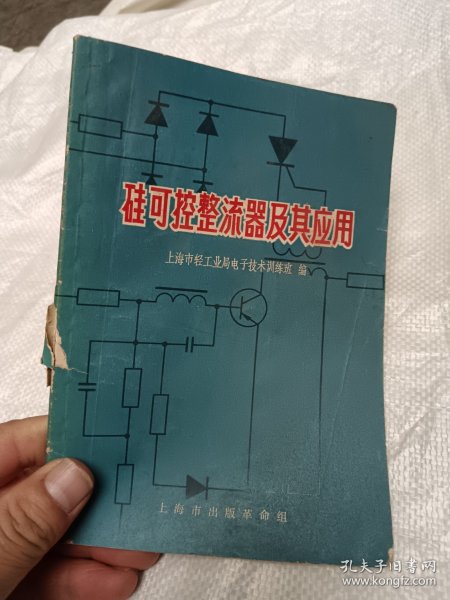 硅可控整流器及其应用
上海市轻工业局电子技术训练班 编
上海市出版革命组
孔夫子旧书网
www.kongfz.com